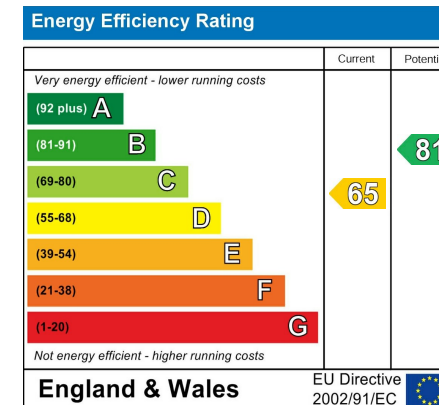 Energy Efficiency Rating
Current Potenti
Very energy efficient - lower running costs
(92 plus) A
(81-91) B
81
(69-80) C
65
(55-68) D
(39-54) E
(21-38) F
(1-20) G
Not energy efficient - higher running costs
England & Wales
EU Directive
2002/91/EC